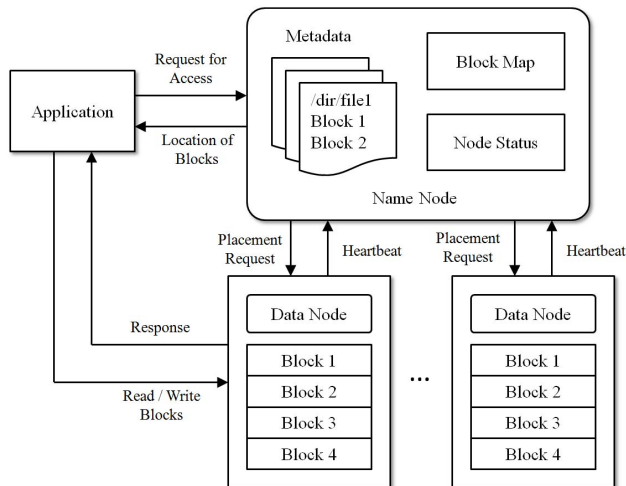 Metadata
Request for
Access
Block Map
/dir/file1
Block 1
Block 2
Application
Location of
Blocks
Node Status
Name Node
Placement
Request
Heartbeat
Placement
Request
Heartbeat
Data Node
Data Node
Response
Block 1
Block 2
Block 3
Block 4
...
Block 1
Block 2
Block 3
Block 4
Read / Write
Blocks